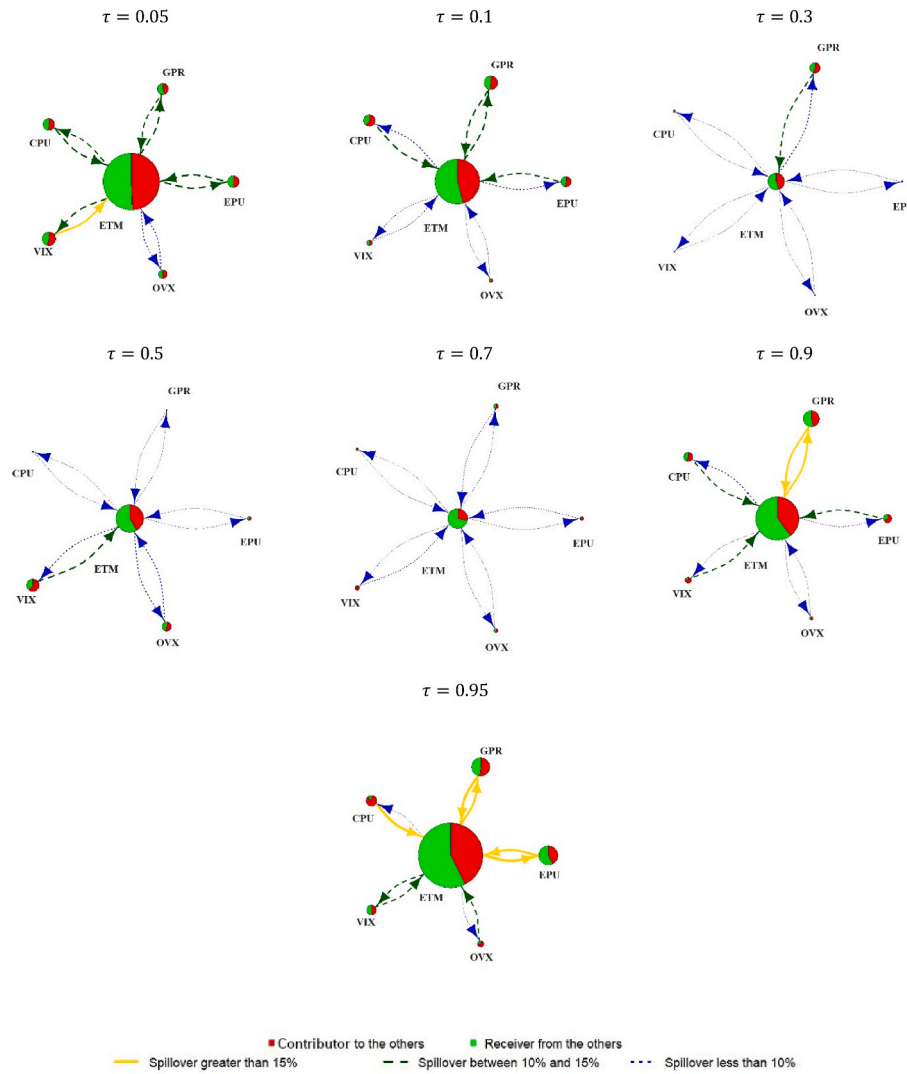 τ = 0.05 τ = 0.1 τ = 0.3
GPR GPR GPR
CPU CPU CPU
EPU EPU EP
ETM ETM ETM
VIX VIX VIX
OVX OVX OVX
τ = 0.5 τ = 0.7 τ = 0.9
GPR GPR GPR
CPU CPU CPU
EPU EPU EPU
ETM ETM ETM
VIX VIX VIX
OVX OVX OVX
τ = 0.95
GPR
CPU
EPU
ETM
VIX
OVX
Contributor to the others Receiver from the others
Spillover greater than 15% Spillover between 10% and 15% Spillover less than 10%